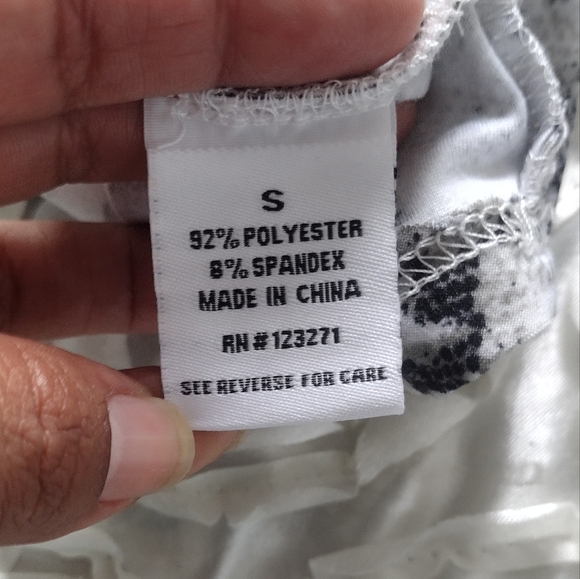 S
92% POLYESTER
8% SPANDEX
MADE IN CHINA
RN # 123271
SEE REVERSE FOR CARE